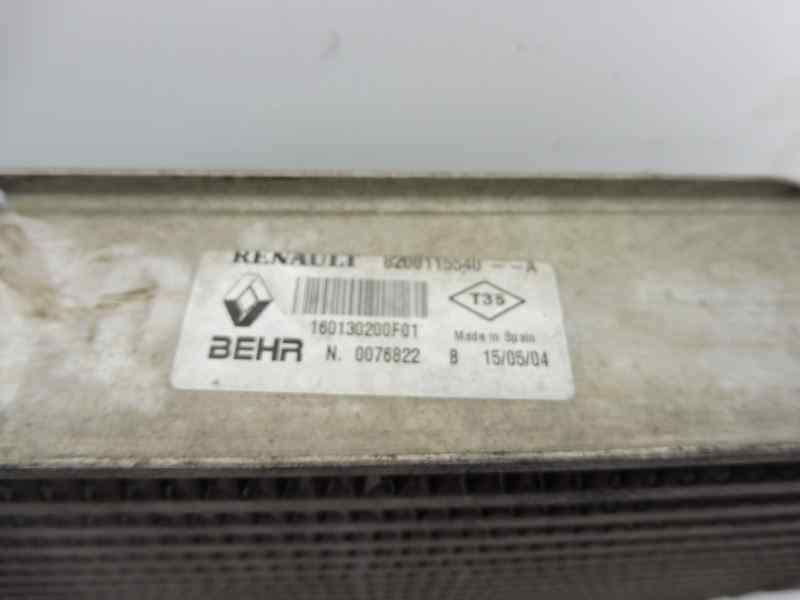 RENAULT 8200115540--A
T35
160130200F01 Made in Spain
BEHR N. 0076822 B 15/05/04